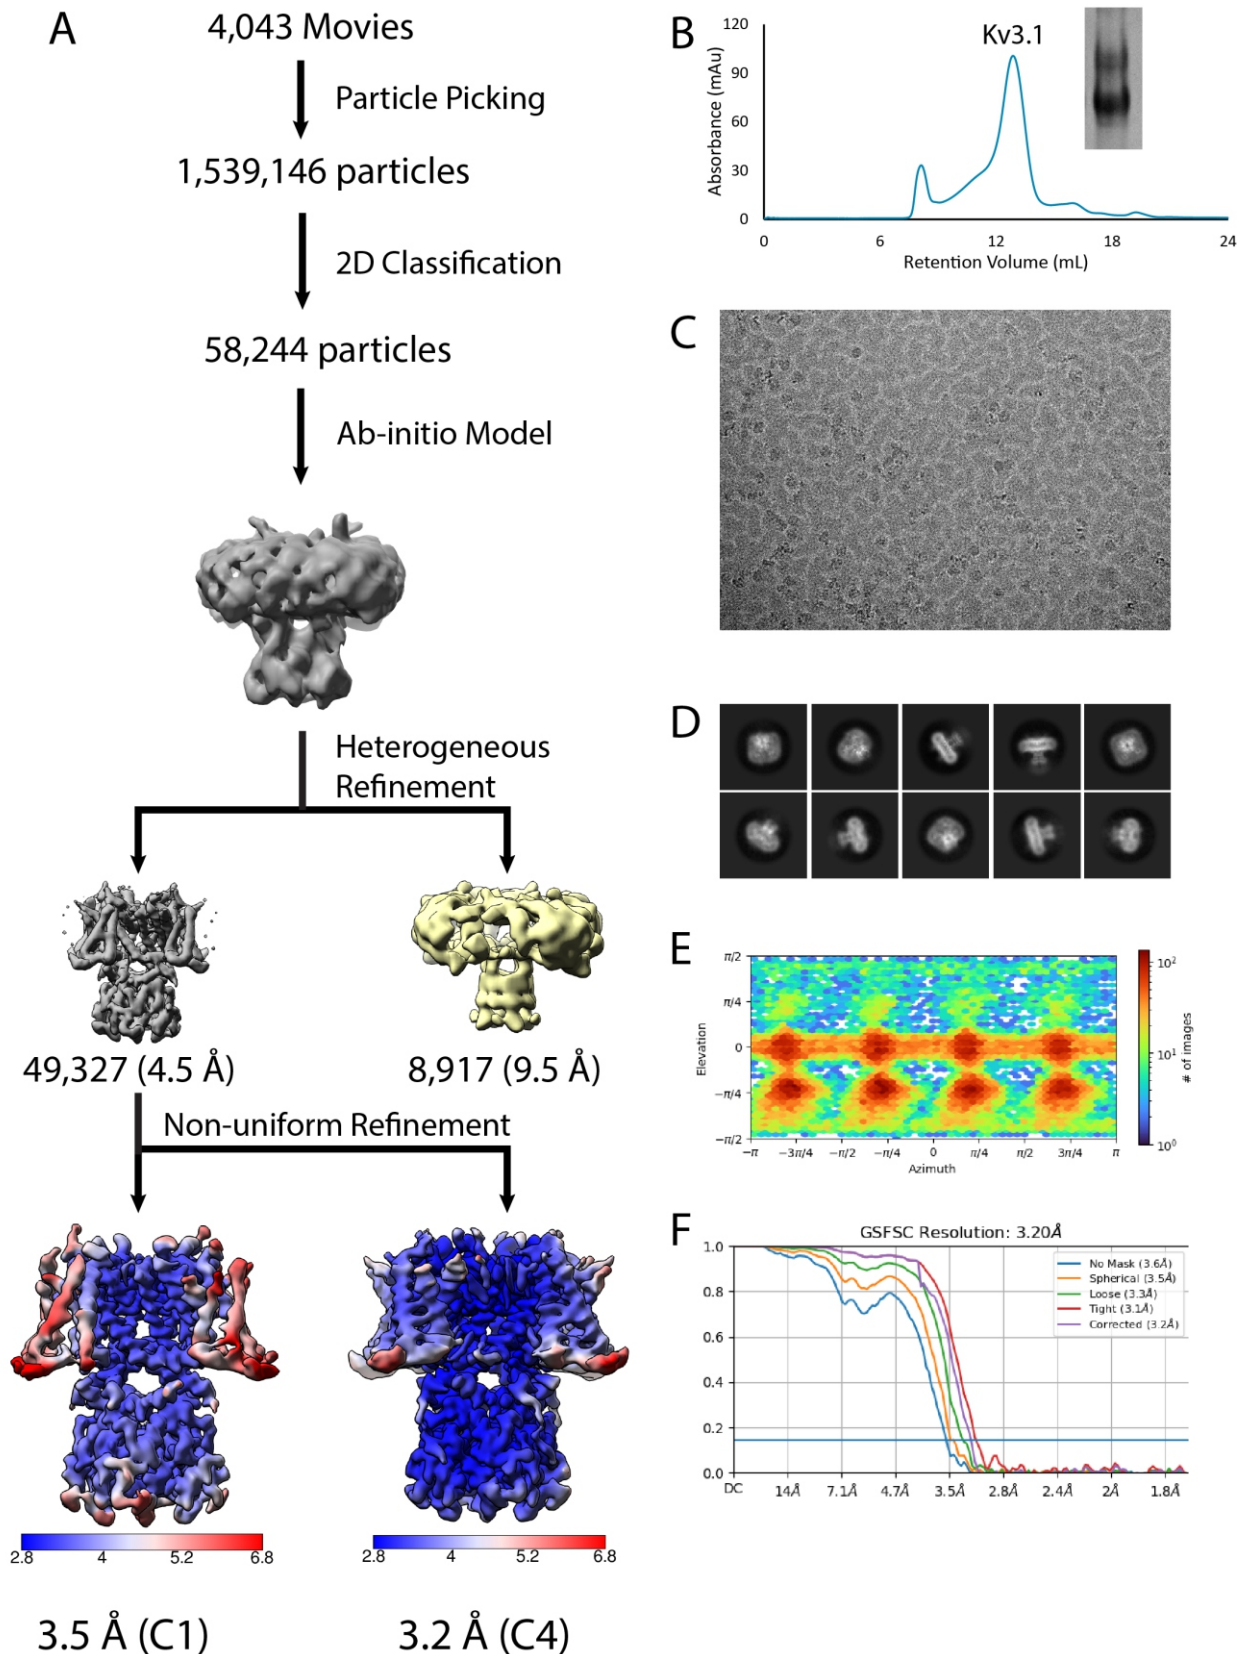 A
4,043 Movies
Particle Picking
1,539,146 particles
2D Classification
58,244 particles
Ab-initio Model
Heterogeneous
Refinement
49,327 (4.5 Å)
8,917 (9.5 Å)
Non-uniform Refinement
2.8 4 5.2 6.8
2.8 4 5.2 6.8
3.5 Å (C1)
3.2 Å (C4)
B
Kv3.1
Absorbance (mAu)
120
90
60
30
0
0 6 12 18 24
Retention Volume (mL)
C
D
E
Elevation
π/2
π/4
0
−π/4
−π/2
−π −3π/4 −π/2 −π/4 0 π/4 π/2 3π/4 π
Azimuth
10²
10¹
10⁰
# of images
F
GSFSC Resolution: 3.20Å
1.0
0.8
0.6
0.4
0.2
0.0
No Mask (3.6Å)
Spherical (3.5Å)
Loose (3.3Å)
Tight (3.1Å)
Corrected (3.2Å)
DC 14Å 7.1Å 4.7Å 3.5Å 2.8Å 2.4Å 2Å 1.8Å